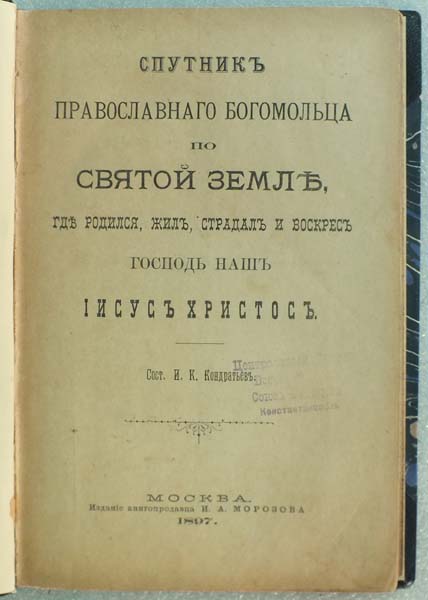 СПУТНИКЪ
ПРАВОСЛАВНАГО БОГОМОЛЬЦА
ПО
СВЯТОЙ ЗЕМЛѢ,
ГДѢ РОДИЛСЯ, ЖИЛЪ, СТРАДАЛЪ И ВОСКРЕСЪ
ГОСПОДЬ НАШЪ
IИСУСЪ ХРИСТОСЪ.
Сост. И. К. Кондратьевъ.
МОСКВА.
Изданіе книгопродавца И. А. МОРОЗОВА
1897.